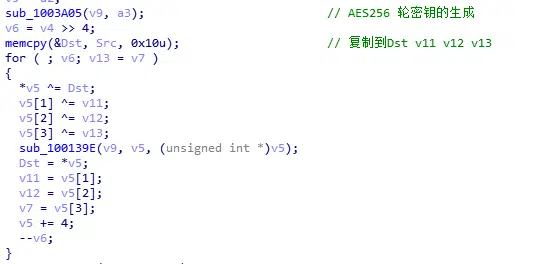 sub_1003A05(v9, a3); // AES256 轮密钥的生成
v6 = v4 >> 4;
memcpy(&Dst, Src, 0x10u); // 复制到Dst v11 v12 v13
for ( ; v6; v13 = v7 )
{
*v5 ^= Dst;
v5[1] ^= v11;
v5[2] ^= v12;
v5[3] ^= v13;
sub_100139E(v9, v5, (unsigned int *)v5);
Dst = *v5;
v11 = v5[1];
v12 = v5[2];
v7 = v5[3];
v5 += 4;
--v6;
}